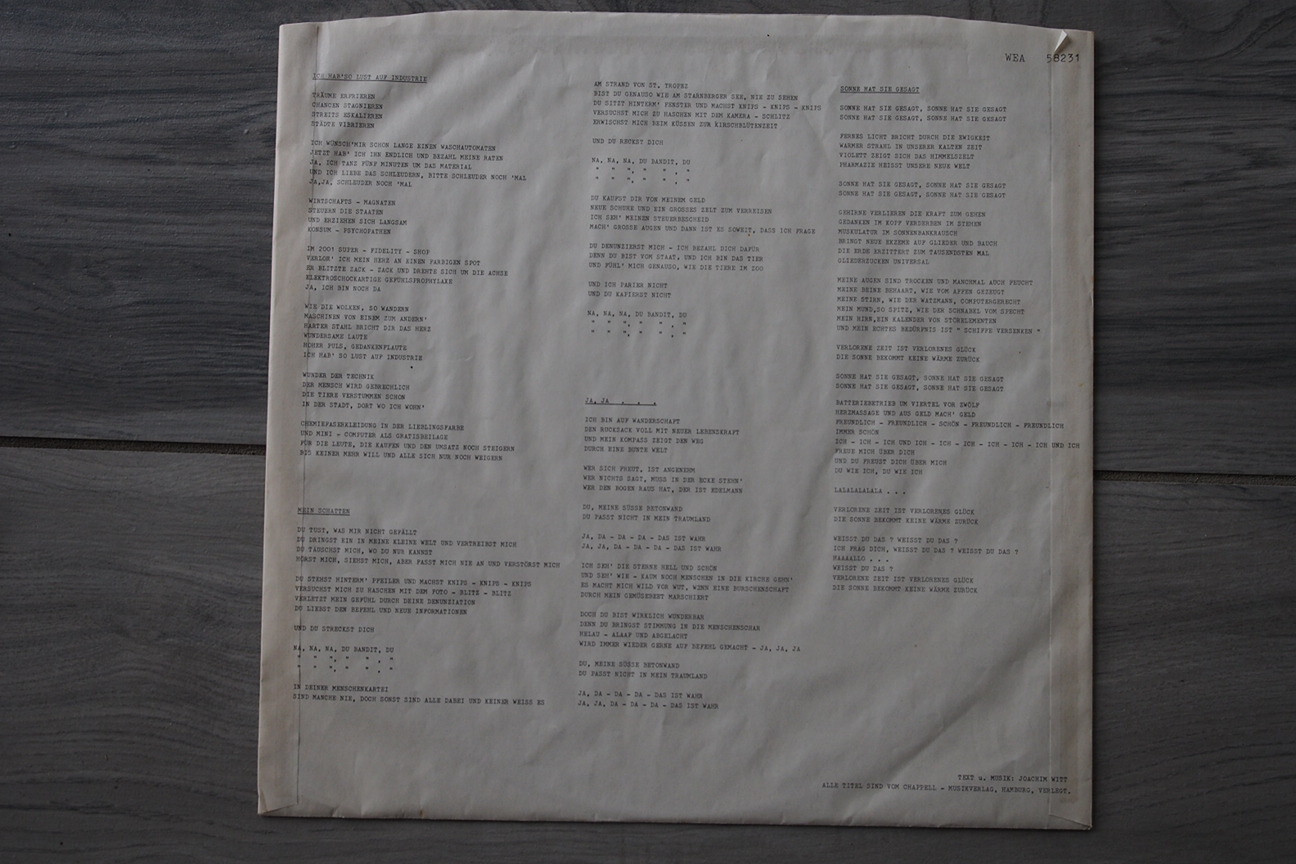 WEA 58231
ICH HAB'SO LUST AUF INDUSTRIE
TRÄUME ERFRIEREN
CHANCEN STAGNIEREN
STREITS ESKALIEREN
STÄDTE VIBRIEREN
ICH WÜNSCH'MIR SCHON LANGE EINEN WASCHAUTOMATEN
JETZT HAB' ICH IHN ENDLICH UND BEZAHL MEINE RATEN
JA, ICH TANZ FÜNF MINUTEN UM DAS MATERIAL
UND ICH LIEBE DAS SCHLEUDERN, BITTE SCHLEUDER NOCH 'MAL
JA,JA, SCHLEUDER NOCH 'MAL
WIRTSCHAFTS - MAGNATEN
STEUERN DIE STAATEN
UND ERZIEHEN SICH LANGSAM
KONSUM - PSYCHOPATHEN
IM 2001 SUPER - FIDELITY - SHOP
VERLOR' ICH MEIN HERZ AN EINEN FARBIGEN SPOT
ER BLITZTE ZACK - ZACK UND DREHTE SICH UM DIE ACHSE
ELEKTROSCHOCKARTIGE GEFÜHLSPROPHYLAXE
JA, ICH BIN NOCH DA
WIE DIE WOLKEN, SO WANDERN
MASCHINEN VON EINEM ZUM ANDERN'
HARTER STAHL BRICHT DIR DAS HERZ
WUNDERSAME LAUTE
HOHER PULS, GEDANKENFLAUTE
ICH HAB' SO LUST AUF INDUSTRIE
WUNDER DER TECHNIK
DER MENSCH WIRD GEBRECHLICH
DIE TIERE VERSTUMMEN SCHON
IN DER STADT, DORT WO ICH WOHN'
CHEMIEFASERKLEIDUNG IN DER LIEBLINGSFARBE
UND MINI - COMPUTER ALS GRATISBEILAGE
FÜR DIE LEUTE, DIE KAUFEN UND DEN UMSATZ NOCH STEIGERN
BIS KEINER MEHR WILL UND ALLE SICH NUR NOCH WEIGERN
MEIN SCHATTEN
DU TUST, WAS MIR NICHT GEFÄLLT
DU DRINGST EIN IN MEINE KLEINE WELT UND VERTREIBST MICH
DU TÄUSCHST MICH, WO DU NUR KANNST
HÖRST MICH, SIEHST MICH, ABER PASST MICH NIE AN UND VERSTÖRST MICH
DU STEHST HINTERM' PFEILER UND MACHST KNIPS - KNIPS - KNIPS
VERSUCHST MICH ZU HASCHEN MIT DEM FOTO - BLITZ - BLITZ
VERLETZT MEIN GEFÜHL DURCH DEINE DENUNZIATION
DU LIEBST DEN BEFEHL UND NEUE INFORMATIONEN
UND DU STRECKST DICH
NA, NA, NA, DU BANDIT, DU
" " ", " " , "
" " ", " " , "
IN DEINER MENSCHENKARTEI
SIND MANCHE NIE, DOCH SONST SIND ALLE DABEI UND KEINER WEISS ES
AM STRAND VON ST. TROPEZ
BIST DU GENAUSO WIE AM STARNBERGER SEE, NIE ZU SEHEN
DU SITZT HINTERM' FENSTER UND MACHST KNIPS - KNIPS - KNIPS
VERSUCHST MICH ZU HASCHEN MIT DEM KAMERA - SCHLITZ
ERWISCHST MICH BEIM KÜSSEN ZUR KIRSCHBLÜTENZEIT
UND DU REGEST DICH
NA, NA, NA, DU BANDIT, DU
" " ", " " , "
" " ", " " , "
DU KAUFST DIR VON MEINEM GELD
NEUE SCHUHE UND EIN GROSSES ZELT ZUM VERREISEN
ICH SEH' MEINEN STEUERBESCHEID
MACH' GROSSE AUGEN UND DANN IST ES SOWEIT, DASS ICH FRAGE
DU DENUNZIERST MICH - ICH BEZAHL DICH DAFÜR
DENN DU BIST VOM STAAT, UND ICH BIN DAS TIER
UND FÜHL' MICH GENAUSO, WIE DIE TIERE IM ZOO
UND ICH PARIER NICHT
UND DU KAPIERST NICHT
NA, NA, NA, DU BANDIT, DU
" " ", " " , "
" " ", " " , "
JA, JA . . . .
ICH BIN AUF WANDERSCHAFT
DEN RUCKSACK VOLL MIT NEUER LEBENSKRAFT
UND MEIN KOMPASS ZEIGT DEN WEG
DURCH EINE BUNTE WELT
WER SICH FREUT, IST ANGENEHM
WER NICHTS SAGT, MUSS IN DER ECKE STEHN'
WER DEN BOGEN RAUS HAT, DER IST EDELMANN
DU, MEINE SÜSSE BETONWAND
DU PASST NICHT IN MEIN TRAUMLAND
JA, DA - DA - DA - DAS IST WAHR
JA, JA, DA - DA - DA - DAS IST WAHR
ICH SEH' DIE STERNE HELL UND SCHÖN
UND SEH' WIE - KAUM NOCH MENSCHEN IN DIE KIRCHE GEHN'
ES MACHT MICH WILD VOR WUT, WENN EINE BURSCHENSCHAFT
DURCH MEIN GEMÜSEBEET MARSCHIERT
DOCH DU BIST WIRKLICH WUNDERBAR
DENN DU BRINGST STIMMUNG IN DIE MENSCHENSCHAR
HELAU - ALAAF UND ABGELACHT
WIRD IMMER WIEDER GERNE AUF BEFEHL GEMACHT - JA, JA, JA
DU, MEINE SÜSSE BETONWAND
DU PASST NICHT IN MEIN TRAUMLAND
JA, DA - DA - DA - DAS IST WAHR
JA, JA, DA - DA - DA - DAS IST WAHR
SONNE HAT SIE GESAGT
SONNE HAT SIE GESAGT, SONNE HAT SIE GESAGT
SONNE HAT SIE GESAGT, SONNE HAT SIE GESAGT
FERNES LICHT BRICHT DURCH DIE EWIGKEIT
WARMER STRAHL IN UNSERER KALTEN ZEIT
VIOLETT ZEIGT SICH DAS HIMMELSZELT
PHARMAZIE HEISST UNSERE NEUE WELT
SONNE HAT SIE GESAGT, SONNE HAT SIE GESAGT
SONNE HAT SIE GESAGT, SONNE HAT SIE GESAGT
GEHIRNE VERLIEREN DIE KRAFT ZUM GEHEN
GEDANKEN IM KOPF VERSERBEN IM STEHEN
MUSKULATUR IM SONNENBANKRAUSCH
BRINGT NEUE EKZEME AUF GLIEDER UND BAUCH
DIE ERDE ERZITTERT ZUM TAUSENDSTEN MAL
GLIEDERZUCKEN UNIVERSAL
MEINE AUGEN SIND TROCKEN UND MANCHMAL AUCH FEUCHT
MEINE BEINE BEHAART, WIE VOM AFFEN GEZEUGT
MEINE STIRN, WIE DER WATZMANN, COMPUTERGERECHT
MEIN MUND,SO SPITZ, WIE DER SCHNABEL VOM SPECHT
MEIN HIRN,EIN KALENDER VON STÖRELEMENTEN
UND MEIN ECHTES BEDÜRFNIS IST " SCHIFFE VERSENKEN "
VERLORENE ZEIT IST VERLORENES GLÜCK
DIE SONNE BEKOMMT KEINE WÄRME ZURÜCK
SONNE HAT SIE GESAGT, SONNE HAT SIE GESAGT
SONNE HAT SIE GESAGT, SONNE HAT SIE GESAGT
BATTERIEBETRIEB UM VIERTEL VOR ZWÖLF
HERZMASSAGE UND AUS GELD MACH' GELD
FREUNDLICH - FREUNDLICH - SCHÖN - FREUNDLICH - FREUNDLICH
IMMER SCHÖN
ICH - ICH - ICH UND ICH - ICH - ICH - ICH - ICH - ICH UND ICH
FREUE MICH ÜBER DICH
UND DU FREUST DICH ÜBER MICH
DU WIE ICH, DU WIE ICH
LALALALALALA . . .
VERLORENE ZEIT IST VERLORENES GLÜCK
DIE SONNE BEKOMMT KEINE WÄRME ZURÜCK
WEISST DU DAS ? WEISST DU DAS ?
ICH FRAG DICH, WEISST DU DAS ? WEISST DU DAS ?
HAAAALLO . . .
WEISST DU DAS ?
VERLORENE ZEIT IST VERLORENES GLÜCK
DIE SONNE BEKOMMT KEINE WÄRME ZURÜCK
TEXT u. MUSIK: JOACHIM WITT
ALLE TITEL SIND VOM CHAPPELL - MUSIKVERLAG, HAMBURG, VERLEGT.